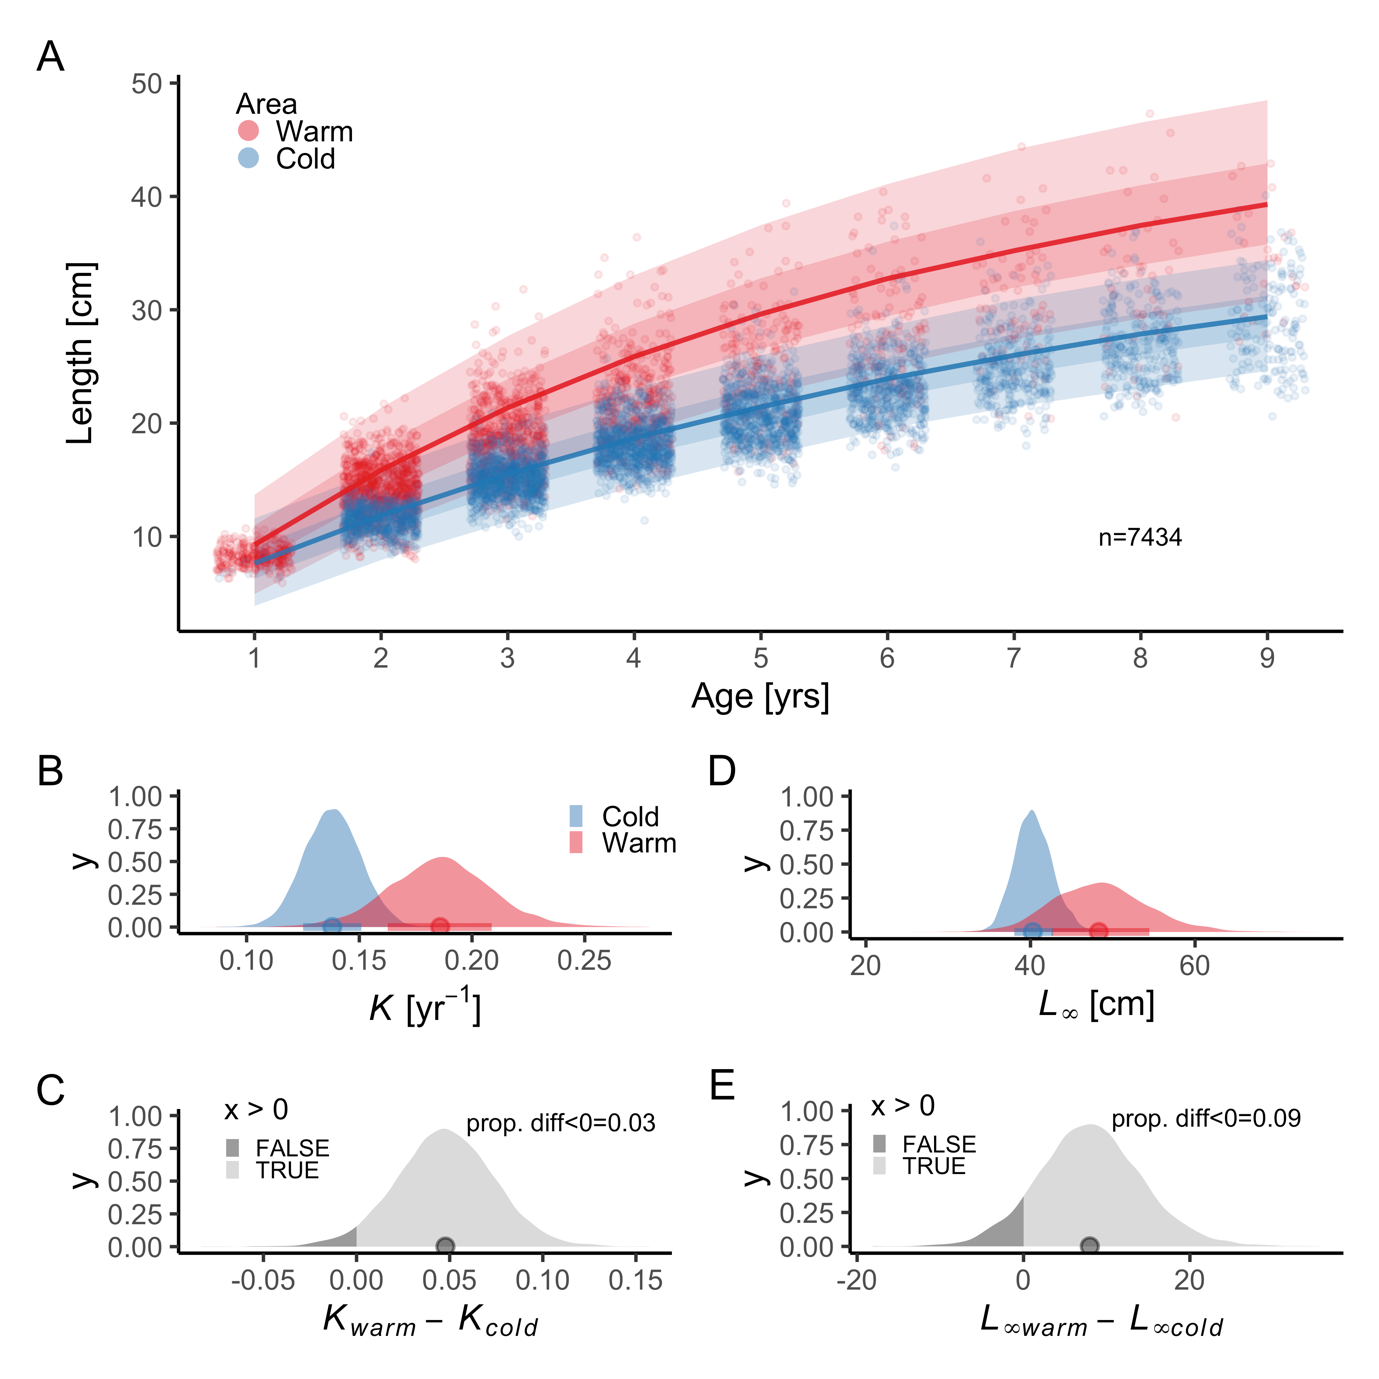 A
50
40
30
20
10
Length [cm]
Area
Warm
Cold
n=7434
1 2 3 4 5 6 7 8 9
Age [yrs]
B
1.00
0.75
0.50
0.25
0.00
y
Cold
Warm
0.10 0.15 0.20 0.25
K [yr⁻¹]
D
1.00
0.75
0.50
0.25
0.00
y
20 40 60
L∞ [cm]
C
1.00
0.75
0.50
0.25
0.00
y
x > 0
FALSE
TRUE
prop. diff<0=0.03
-0.05 0.00 0.05 0.10 0.15
Kwarm – Kcold
E
1.00
0.75
0.50
0.25
0.00
y
x > 0
FALSE
TRUE
prop. diff<0=0.09
-20 0 20
L∞warm – L∞cold